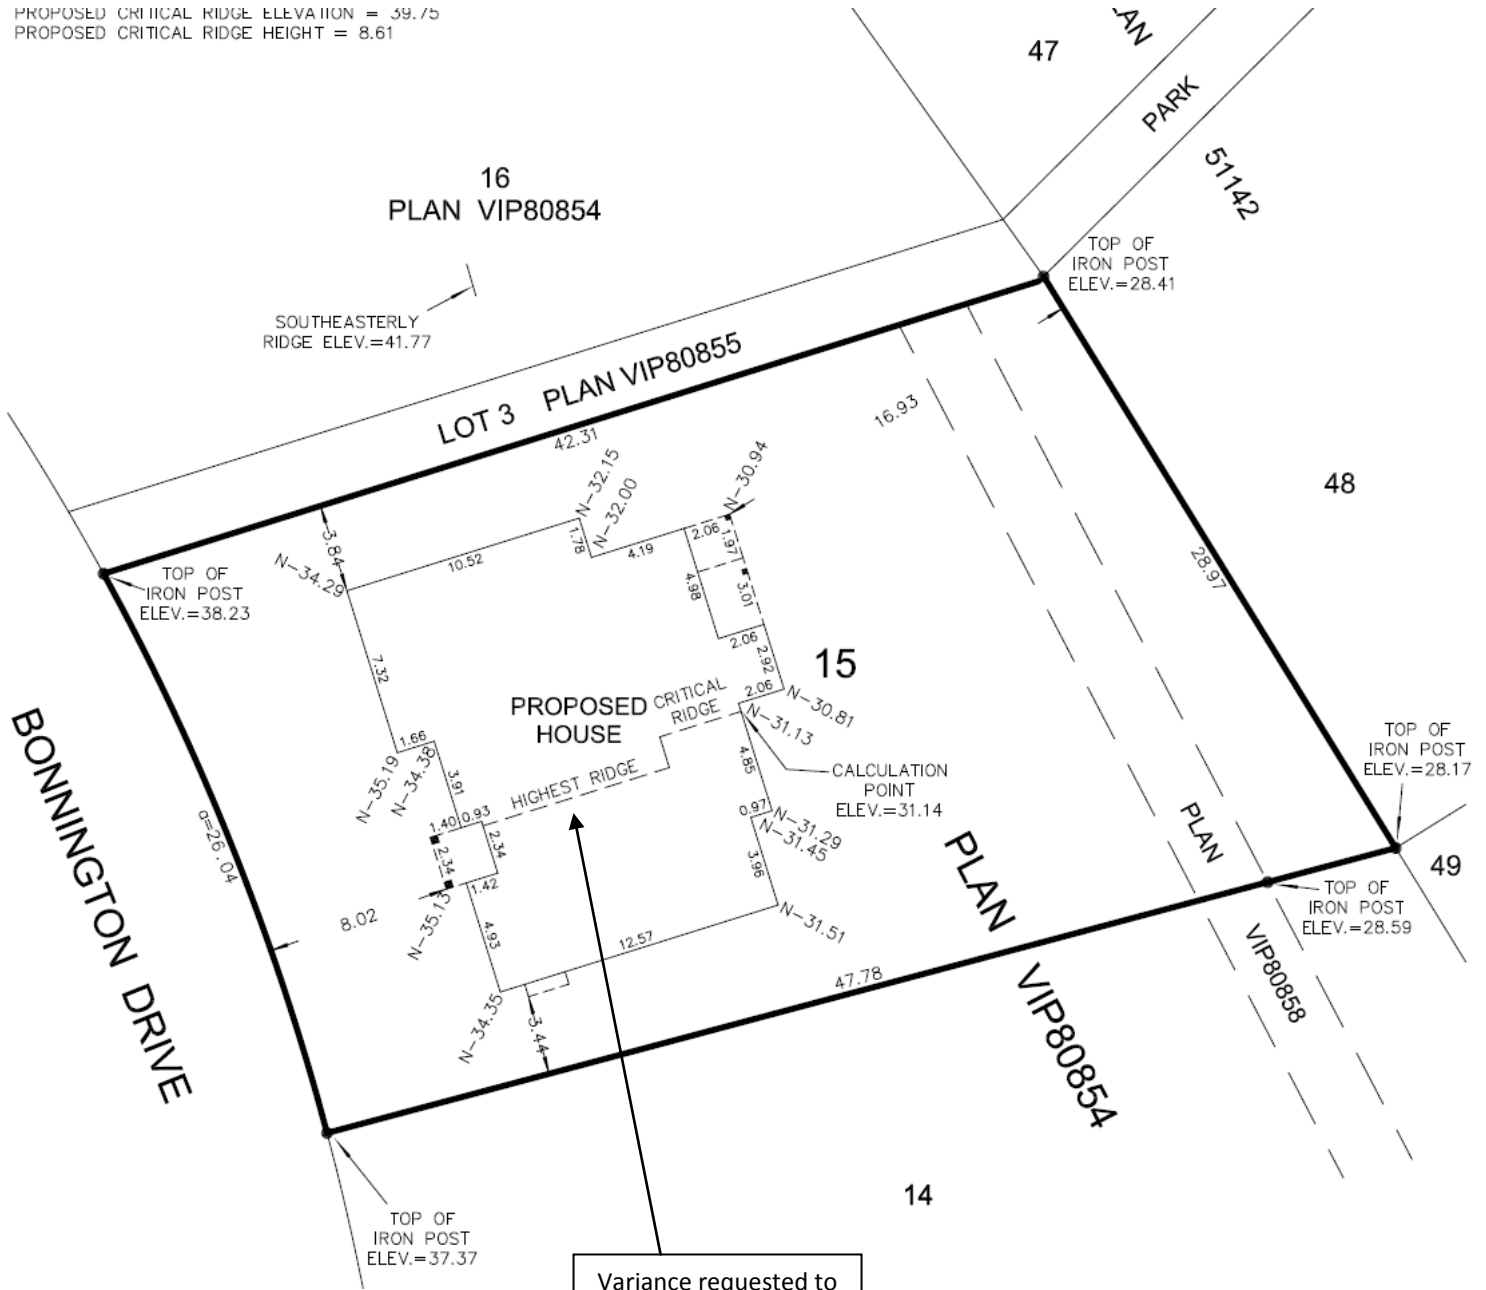 PROPOSED CRITICAL RIDGE ELEVATION = 39.75
PROPOSED CRITICAL RIDGE HEIGHT = 8.61
47
PARK
51142
16
PLAN VIP80854
TOP OF
IRON POST
ELEV.=28.41
SOUTHEASTERLY
RIDGE ELEV.=41.77
LOT 3 PLAN VIP80855
42.31
16.93
N-32.15
N-32.00
N-30.94
48
3.84
N-34.29
10.52
1.78
4.19
2.06
1.97
28.97
TOP OF
IRON POST
ELEV.=38.23
4.98
3.01
2.06
2.92
15
7.32
2.06
N-30.81
PROPOSED
HOUSE
CRITICAL
RIDGE
N-31.13
BONNINGTON DRIVE
1.66
N-35.19
N-34.38
3.91
4.85
HIGHEST RIDGE
CALCULATION
POINT
ELEV.=31.14
TOP OF
IRON POST
ELEV.=28.17
a=26.04
1.40
0.93
2.34
2.34
0.97
N-31.29
N-31.45
3.96
PLAN
VIP80854
PLAN
VIP80858
49
1.42
N-35.13
8.02
4.93
12.57
N-31.51
TOP OF
IRON POST
ELEV.=28.59
47.78
N-34.35
3.44
14
TOP OF
IRON POST
ELEV.=37.37
Variance requested to